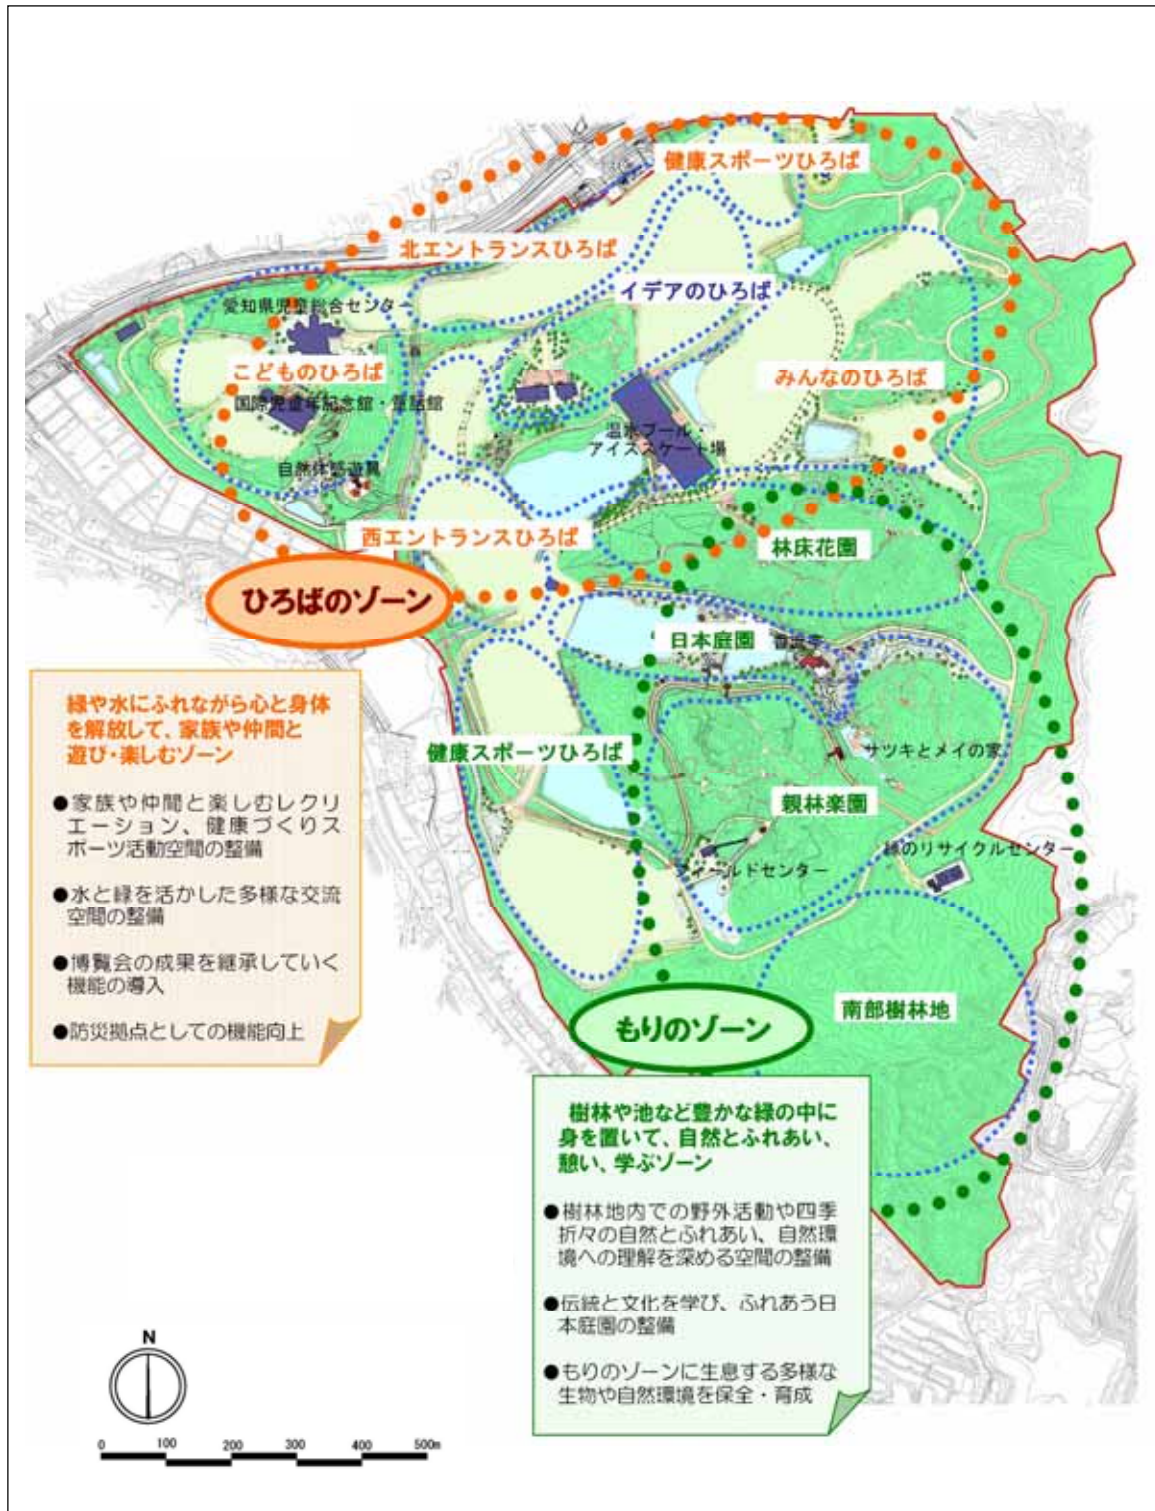 健康スポーツひろば
北エントランスひろば
イデアのひろば
愛知県児童総合センター
こどものひろば
みんなのひろば
国際児童年記念館・童話館
温水プール
アイススケート場
自然体感遊具
西エントランスひろば
林床花園
ひろばのゾーン
日本庭園
緑や水にふれながら心と身体
を解放して、家族や仲間と
遊び・楽しむゾーン
●家族や仲間と楽しむレクリ
エーション、健康づくりス
ポーツ活動空間の整備
●水と緑を活かした多様な交流
空間の整備
●博覧会の成果を継承していく
機能の導入
●防災拠点としての機能向上
健康スポーツひろば
サツキとメイの家
親林楽園
緑のリサイクルセンター
フィールドセンター
南部樹林地
もりのゾーン
樹林や池など豊かな緑の中に
身を置いて、自然とふれあい、
憩い、学ぶゾーン
●樹林地内での野外活動や四季
折々の自然とふれあい、自然環
境への理解を深める空間の整備
●伝統と文化を学び、ふれあう日
本庭園の整備
●もりのゾーンに生息する多様な
生物や自然環境を保全・育成
N
0 100 200 300 400 500m